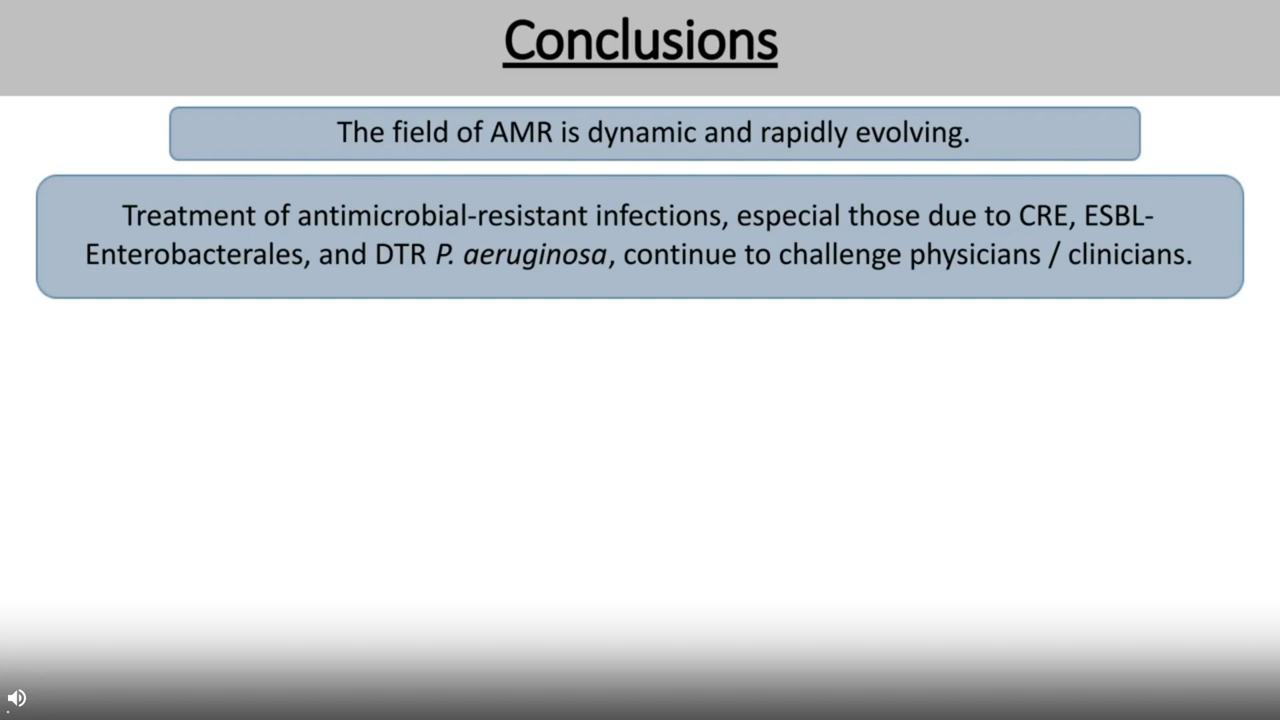 Conclusions
The field of AMR is dynamic and rapidly evolving.
Treatment of antimicrobial-resistant infections, especial those due to CRE, ESBL-
Enterobacterales, and DTR P. aeruginosa, continue to challenge physicians / clinicians.